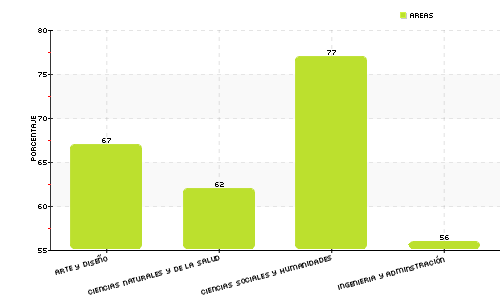 AREAS
PORCENTAJE
80
75
70
65
60
55
67
62
77
56
ARTE Y DISEÑO
CIENCIAS NATURALES Y DE LA SALUD
CIENCIAS SOCIALES Y HUMANIDADES
INGENIERIA Y ADMINSTRACIÓN